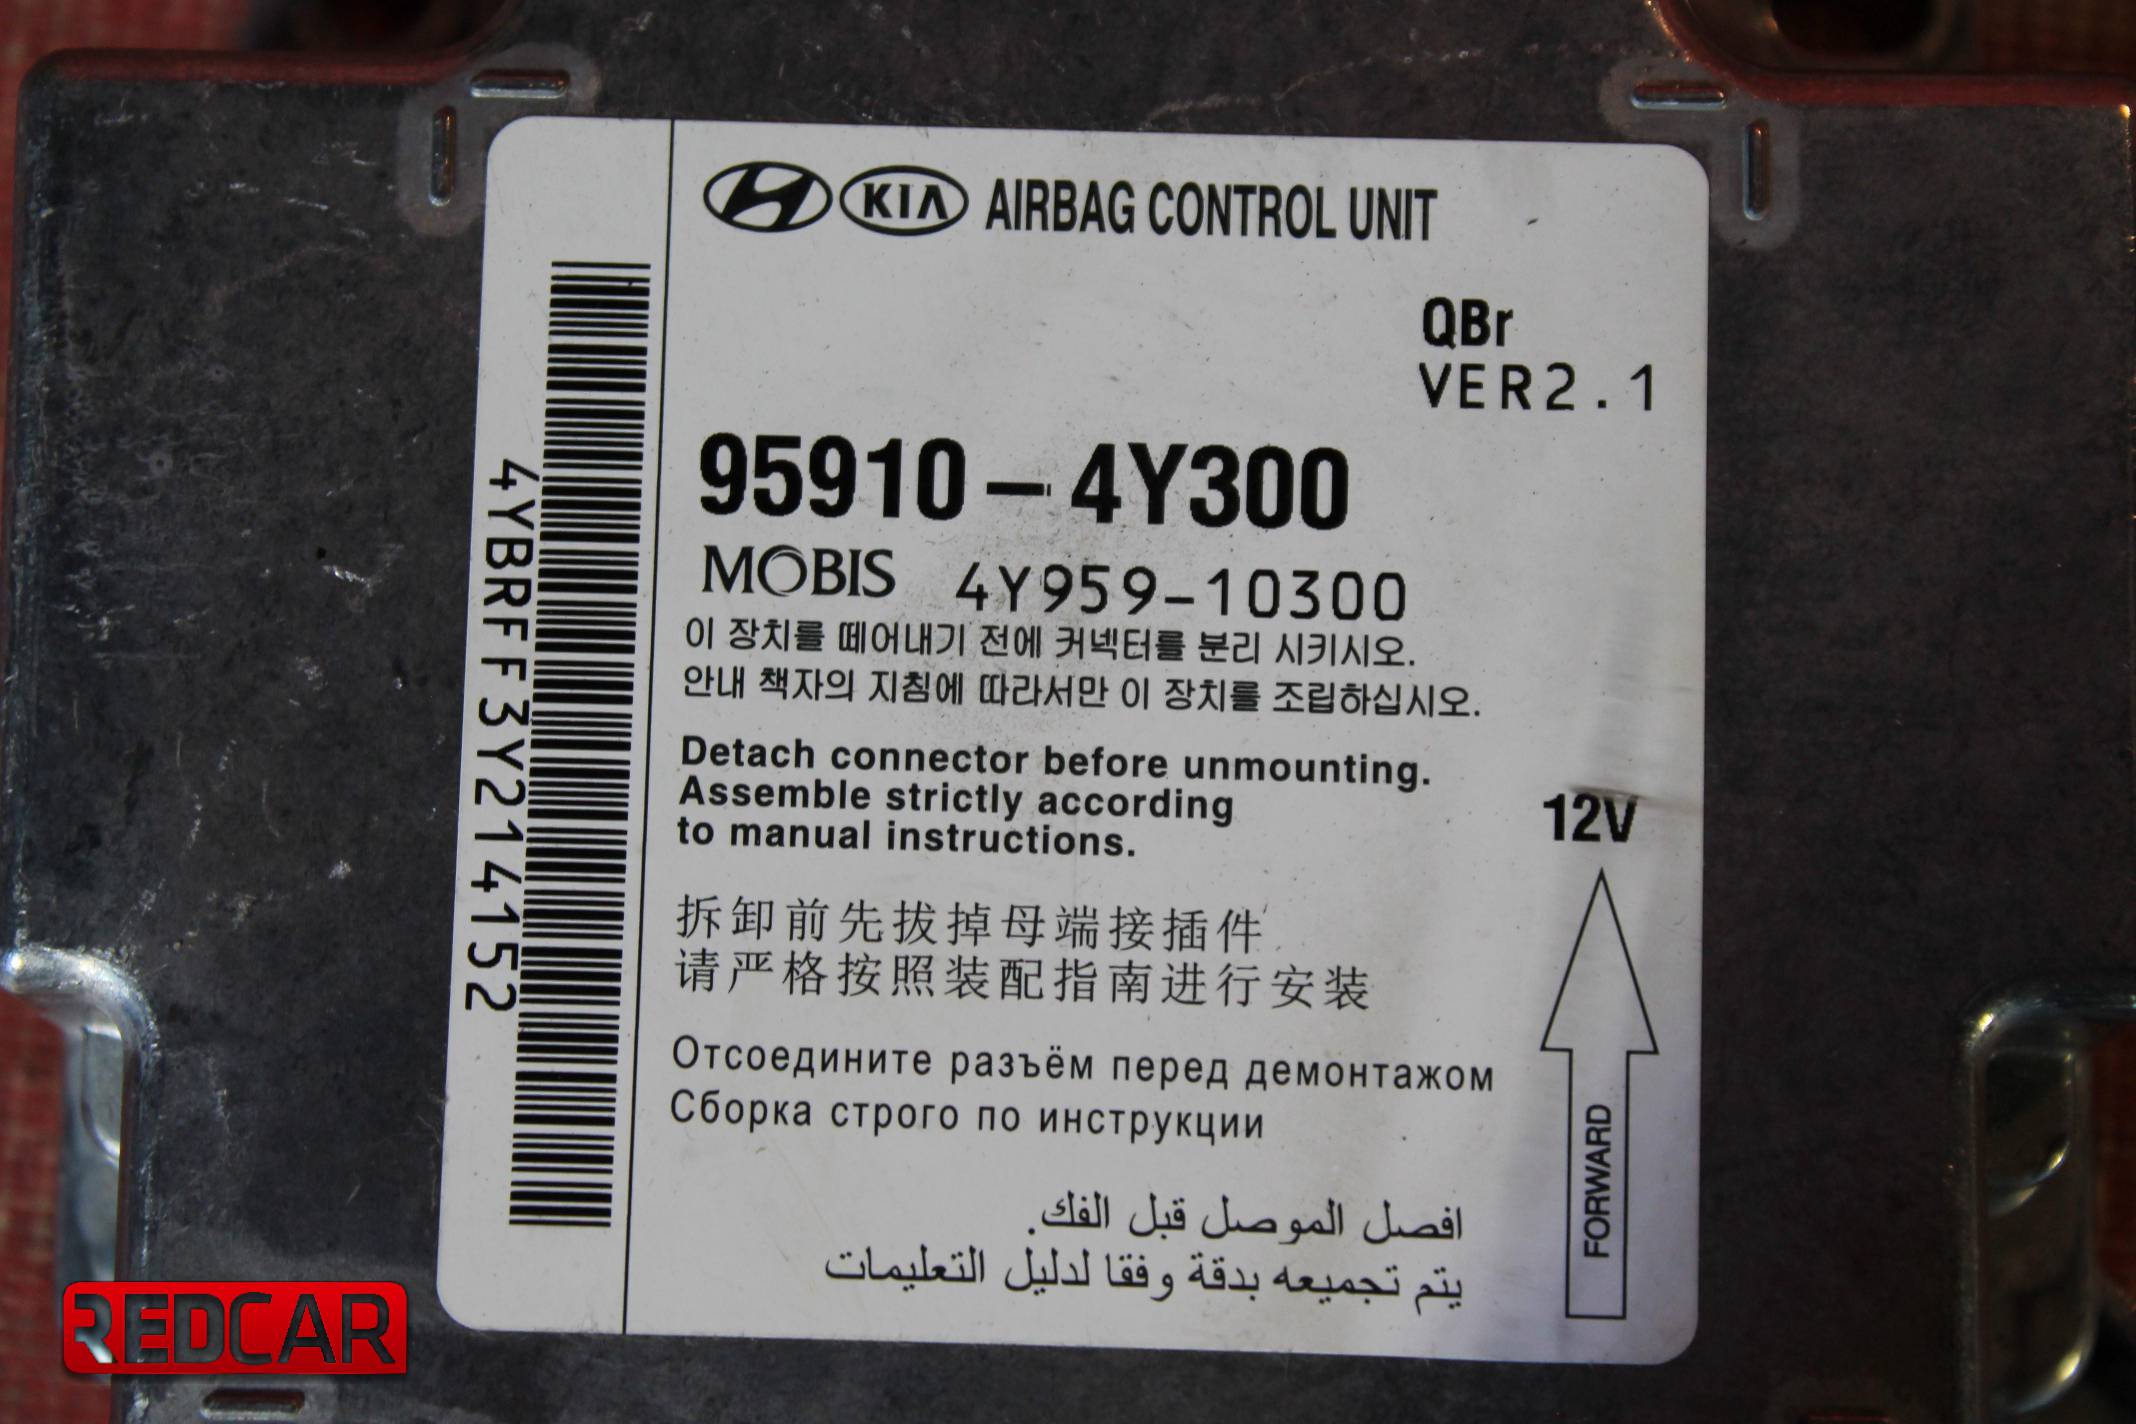 KIA AIRBAG CONTROL UNIT
QBr
VER2.1
95910-4Y300
MOBIS 4Y959-10300
이 장치를 떼어내기 전에 커넥터를 분리 시키시오.
안내 책자의 지침에 따라서만 이 장치를 조립하십시오.
Detach connector before unmounting.
Assemble strictly according
to manual instructions.
12V
拆卸前先拔掉母端接插件
请严格按照装配指南进行安装
Отсоедините разъём перед демонтажом
Сборка строго по инструкции
FORWARD
افصل الموصل قبل الفك.
يتم تجميعه بدقة وفقا لدليل التعليمات
4YBRFF3Y214152
REDCAR